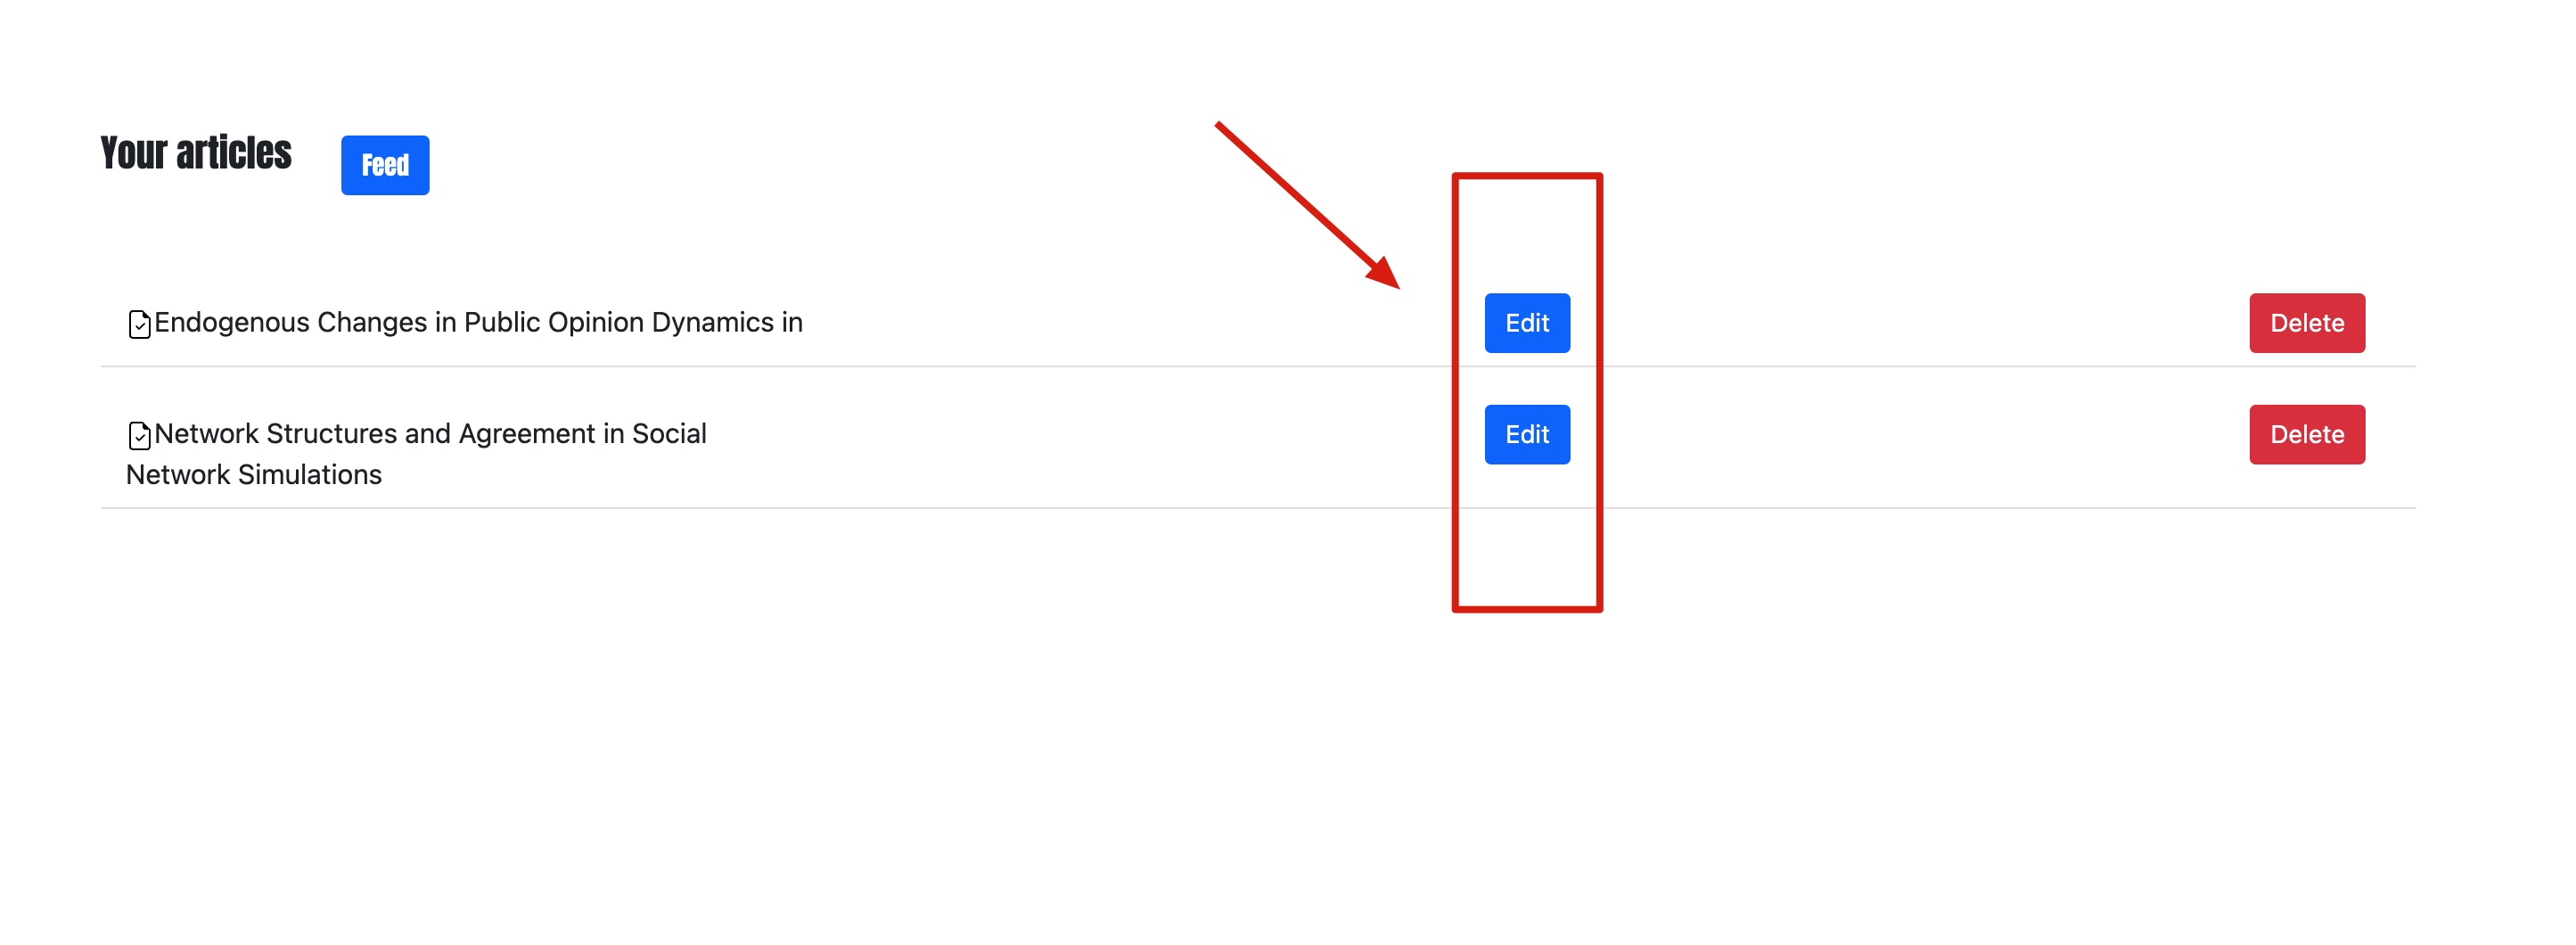 Your articles
Feed
Endogenous Changes in Public Opinion Dynamics in
Edit
Delete
Network Structures and Agreement in Social
Network Simulations
Edit
Delete